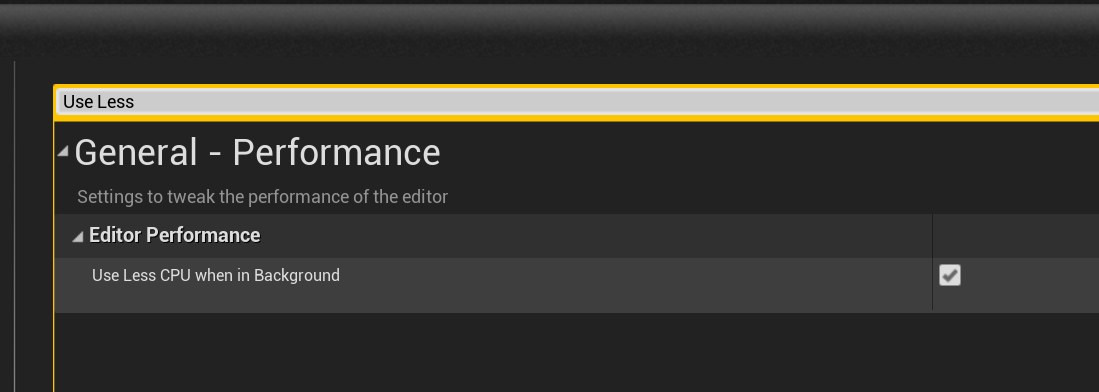 Use Less
General - Performance
Settings to tweak the performance of the editor
Editor Performance
Use Less CPU when in Background